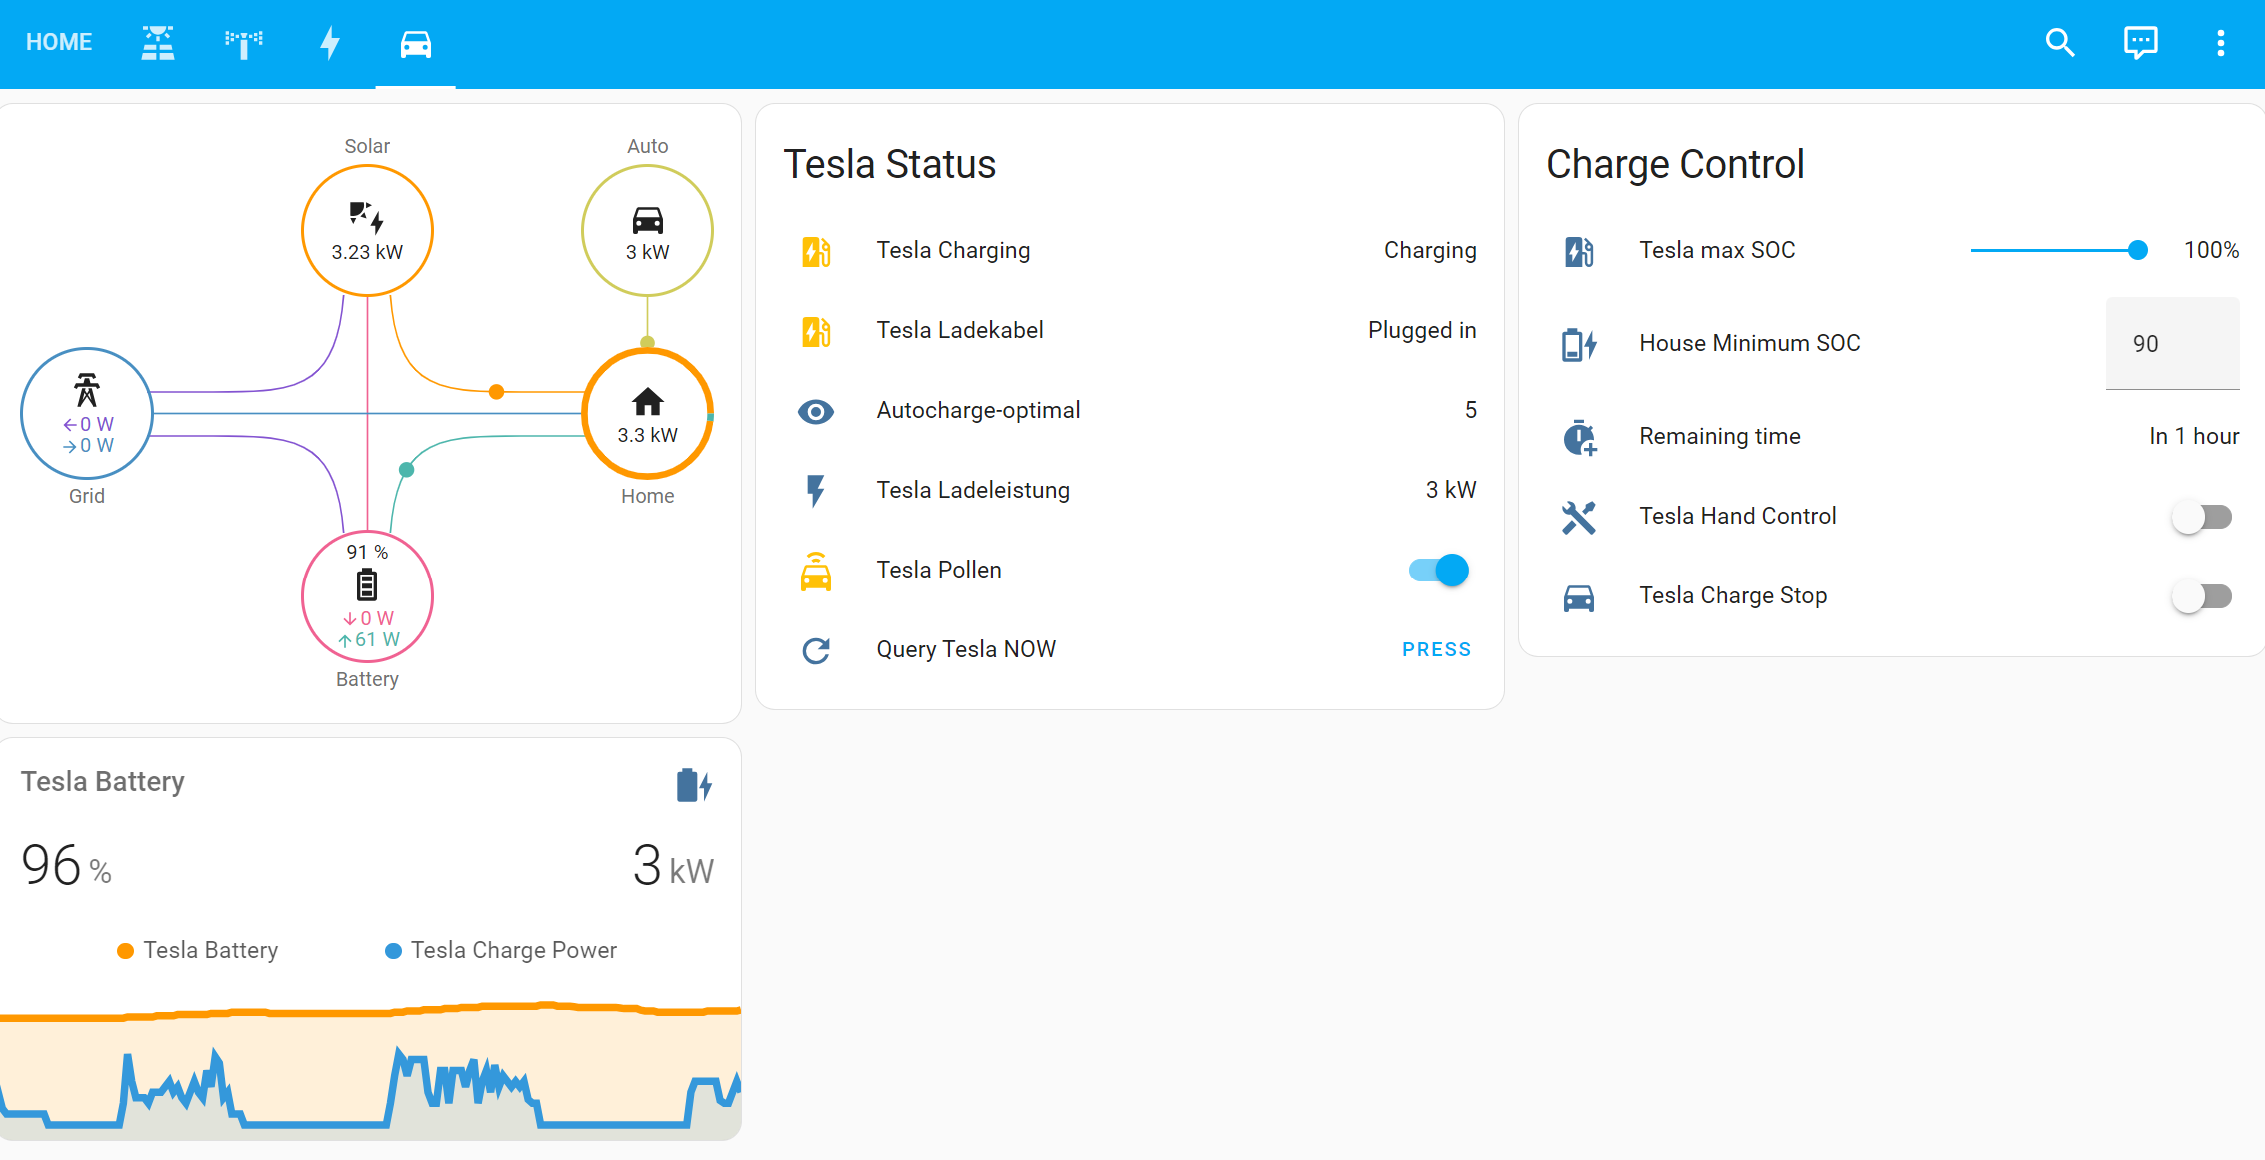 HOME
Solar
Auto
3.23 kW
3 kW
←0 W
→0 W
3.3 kW
Grid
Home
91 %
↓0 W
↑61 W
Battery
Tesla Status
Tesla Charging Charging
Tesla Ladekabel Plugged in
Autocharge-optimal 5
Tesla Ladeleistung 3 kW
Tesla Pollen
Query Tesla NOW PRESS
Charge Control
Tesla max SOC 100%
House Minimum SOC 90
Remaining time In 1 hour
Tesla Hand Control
Tesla Charge Stop
Tesla Battery
96 % 3 kW
Tesla Battery Tesla Charge Power